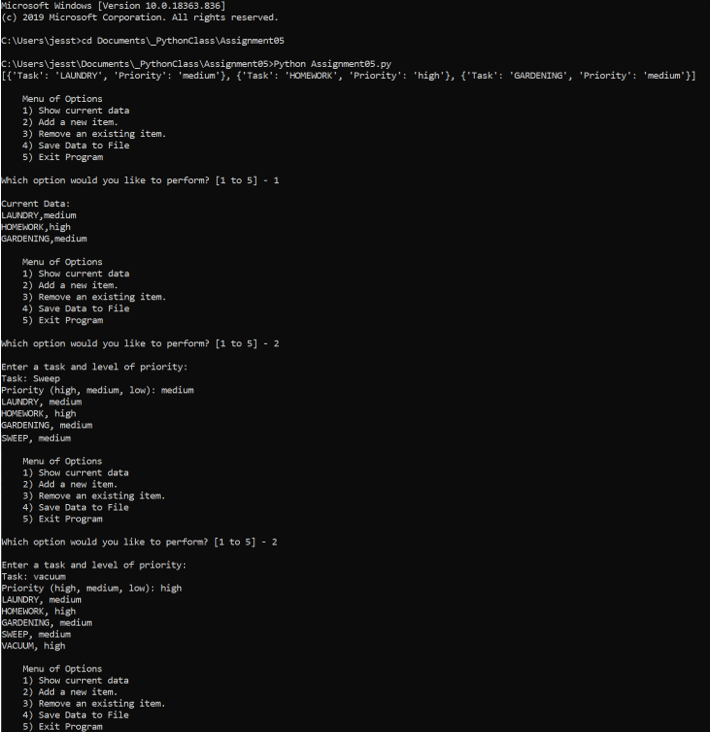 Microsoft Windows [Version 10.0.18363.836]
(c) 2019 Microsoft Corporation. All rights reserved.
C:\Users\jesst>cd Documents\_PythonClass\Assignment05
C:\Users\jesst\Documents\_PythonClass\Assignment05>Python Assignment05.py
[{'Task': 'LAUNDRY', 'Priority': 'medium'}, {'Task': 'HOMEWORK', 'Priority': 'high'}, {'Task': 'GARDENING', 'Priority': 'medium'}]
Menu of Options
1) Show current data
2) Add a new item.
3) Remove an existing item.
4) Save Data to File
5) Exit Program
Which option would you like to perform? [1 to 5] - 1
Current Data:
LAUNDRY,medium
HOMEWORK,high
GARDENING,medium
Menu of Options
1) Show current data
2) Add a new item.
3) Remove an existing item.
4) Save Data to File
5) Exit Program
Which option would you like to perform? [1 to 5] - 2
Enter a task and level of priority:
Task: Sweep
Priority (high, medium, low): medium
LAUNDRY, medium
HOMEWORK, high
GARDENING, medium
SWEEP, medium
Menu of Options
1) Show current data
2) Add a new item.
3) Remove an existing item.
4) Save Data to File
5) Exit Program
Which option would you like to perform? [1 to 5] - 2
Enter a task and level of priority:
Task: vacuum
Priority (high, medium, low): high
LAUNDRY, medium
HOMEWORK, high
GARDENING, medium
SWEEP, medium
VACUUM, high
Menu of Options
1) Show current data
2) Add a new item.
3) Remove an existing item.
4) Save Data to File
5) Exit Program